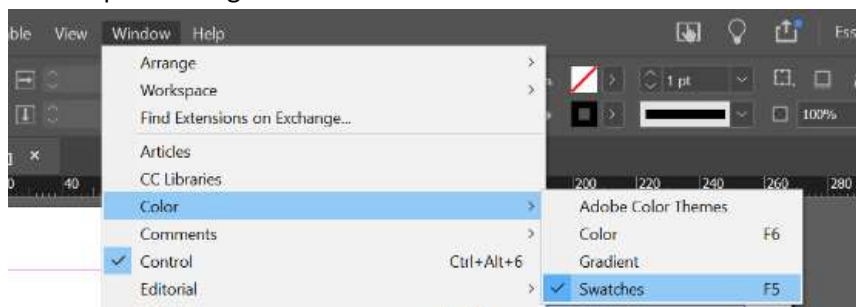 able View Window Help
Ess
Arrange
Workspace
Find Extensions on Exchange...
1 pt
100%
Articles
CC Libraries
40 200 220 240 260 280
Color
Adobe Color Themes
Comments
Color F6
Control Ctrl+Alt+6
Gradient
Editorial
Swatches F5